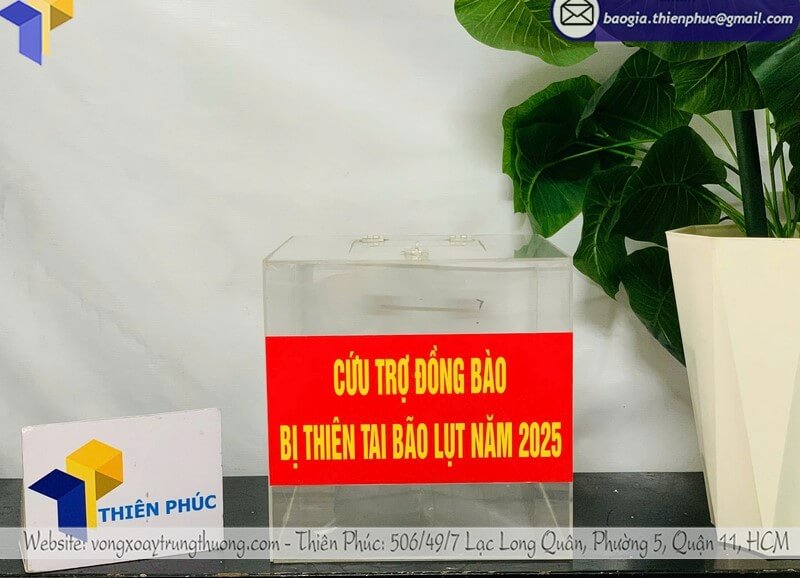 baogia.thienphuc@gmail.com
CỨU TRỢ ĐỒNG BÀO
BỊ THIÊN TAI BÃO LỤT NĂM 2025
THIÊN PHÚC
Website: vongxoaytrungthuong.com - Thiên Phúc: 506/49/7 Lạc Long Quân, Phường 5, Quận 11, HCM